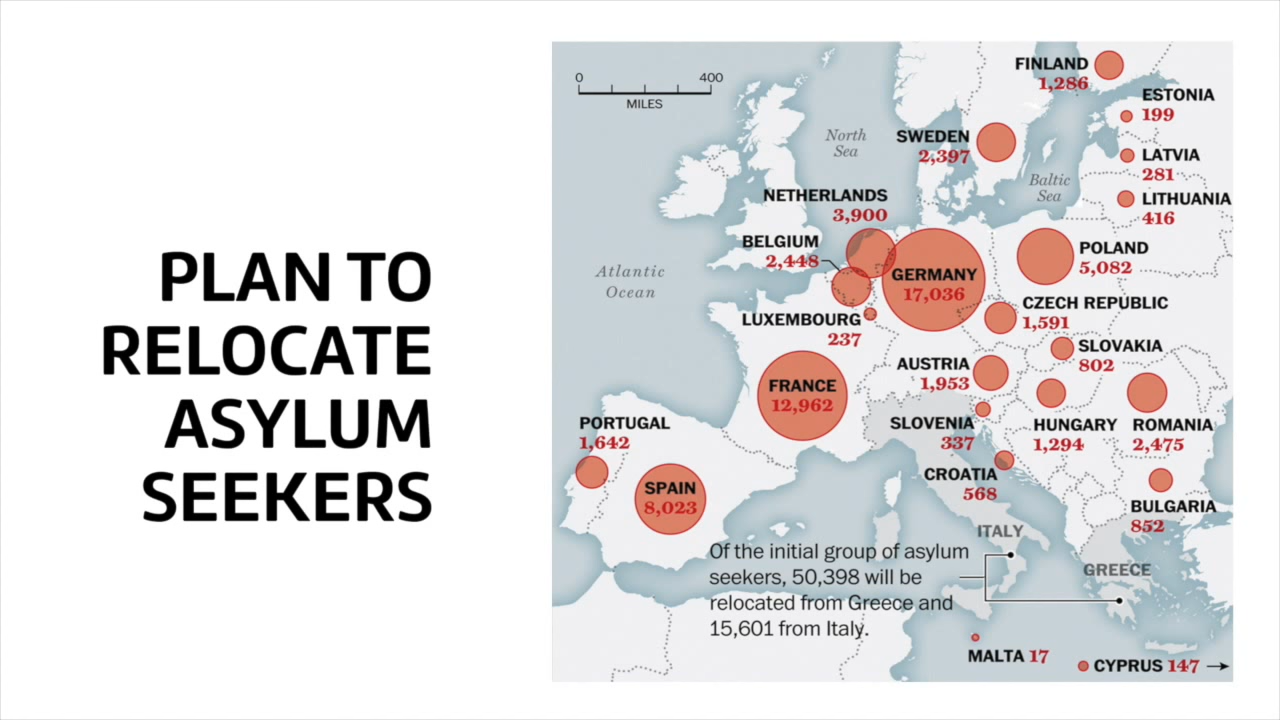 PLAN TO
RELOCATE
ASYLUM
SEEKERS
0 400
MILES
FINLAND
1,286
ESTONIA
199
North
Sea
SWEDEN
2,397
LATVIA
281
Baltic
Sea
NETHERLANDS
3,900
LITHUANIA
416
BELGIUM
2,448
POLAND
5,082
Atlantic
Ocean
GERMANY
17,036
CZECH REPUBLIC
1,591
LUXEMBOURG
237
SLOVAKIA
802
AUSTRIA
1,953
FRANCE
12,962
PORTUGAL
1,642
SLOVENIA
337
HUNGARY
1,294
ROMANIA
2,475
CROATIA
568
SPAIN
8,023
BULGARIA
852
ITALY
GREECE
Of the initial group of asylum
seekers, 50,398 will be
relocated from Greece and
15,601 from Italy.
MALTA 17
CYPRUS 147